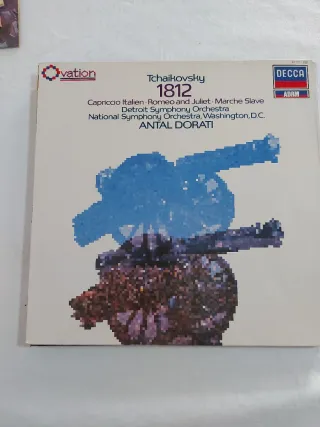 Ovation
DECCA
ADRM
Tchaikovsky
1812
Capriccio Italien · Romeo and Juliet · Marche Slave
Detroit Symphony Orchestra
National Symphony Orchestra, Washington, D.C.
ANTAL DORATI